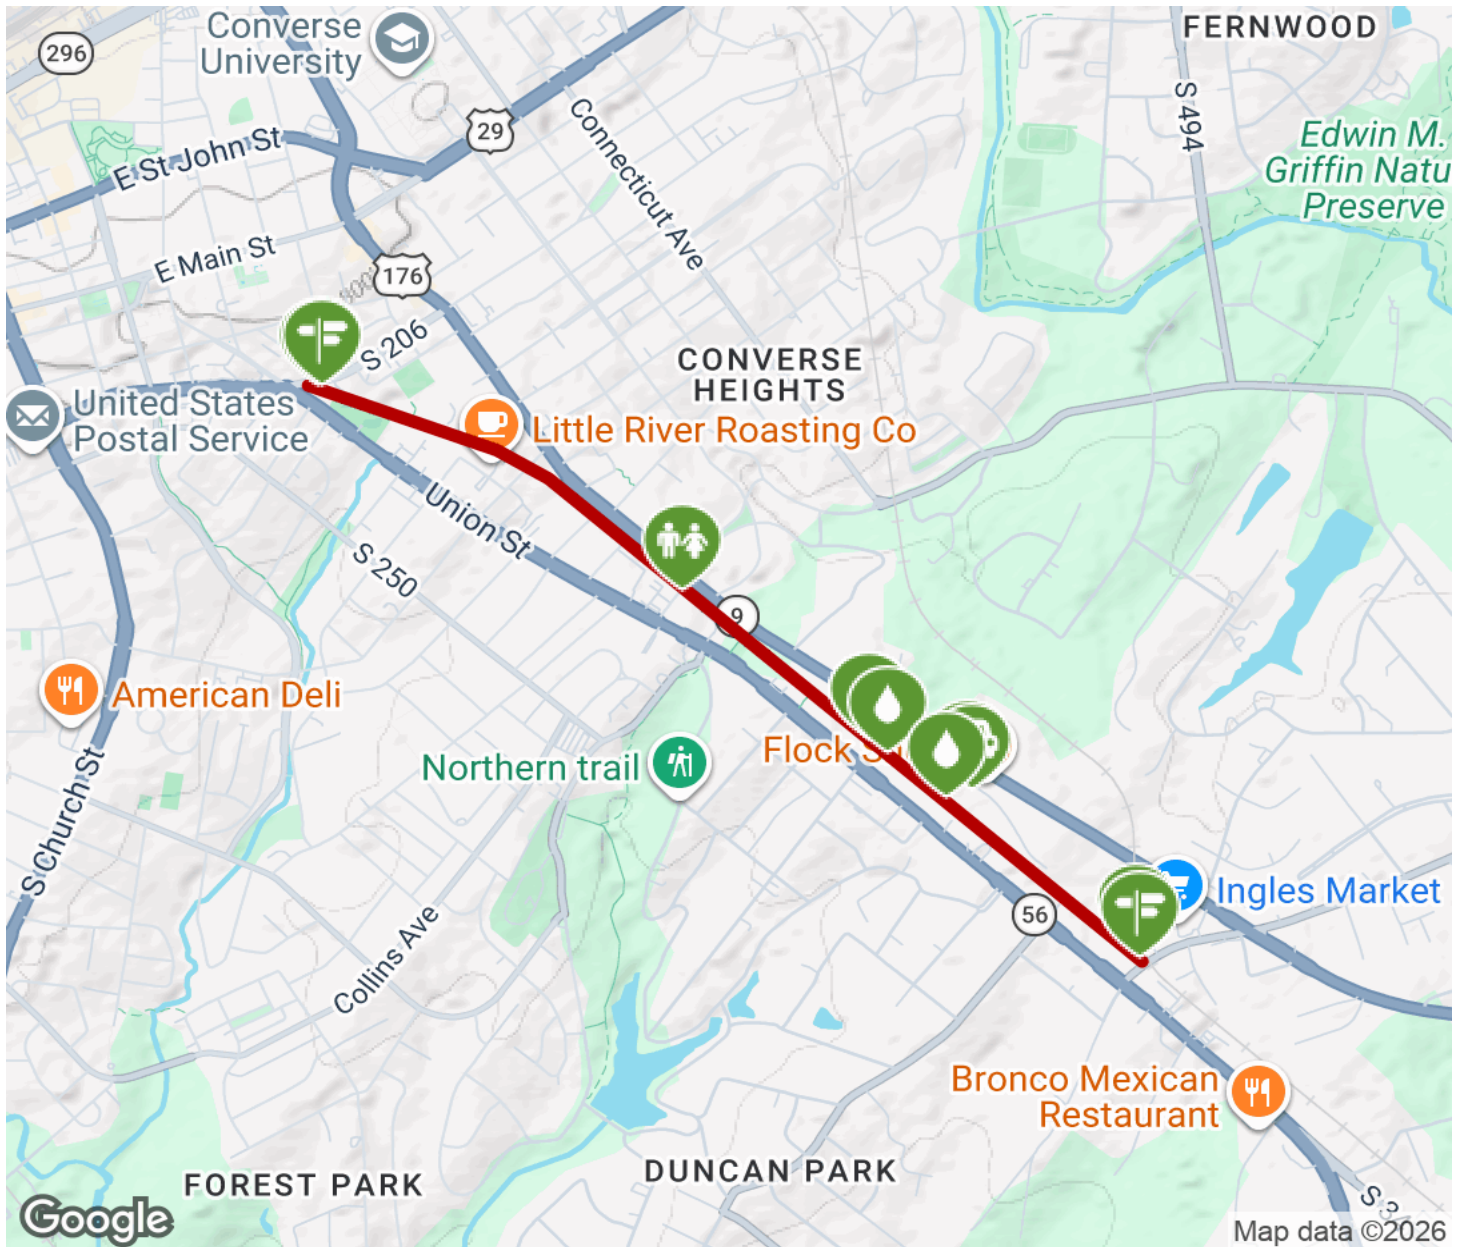 Converse
University
FERNWOOD
296
29
S 494
Connecticut Ave
Edwin M.
Griffin Natu
Preserve
E St John St
E Main St
176
S 206
CONVERSE
HEIGHTS
United States
Postal Service
Little River Roasting Co
Union St
S 250
9
American Deli
Northern trail
Flock S
S Church St
Ingles Market
56
Collins Ave
Bronco Mexican
Restaurant
FOREST PARK
DUNCAN PARK
S 3
Google
Map data ©2026